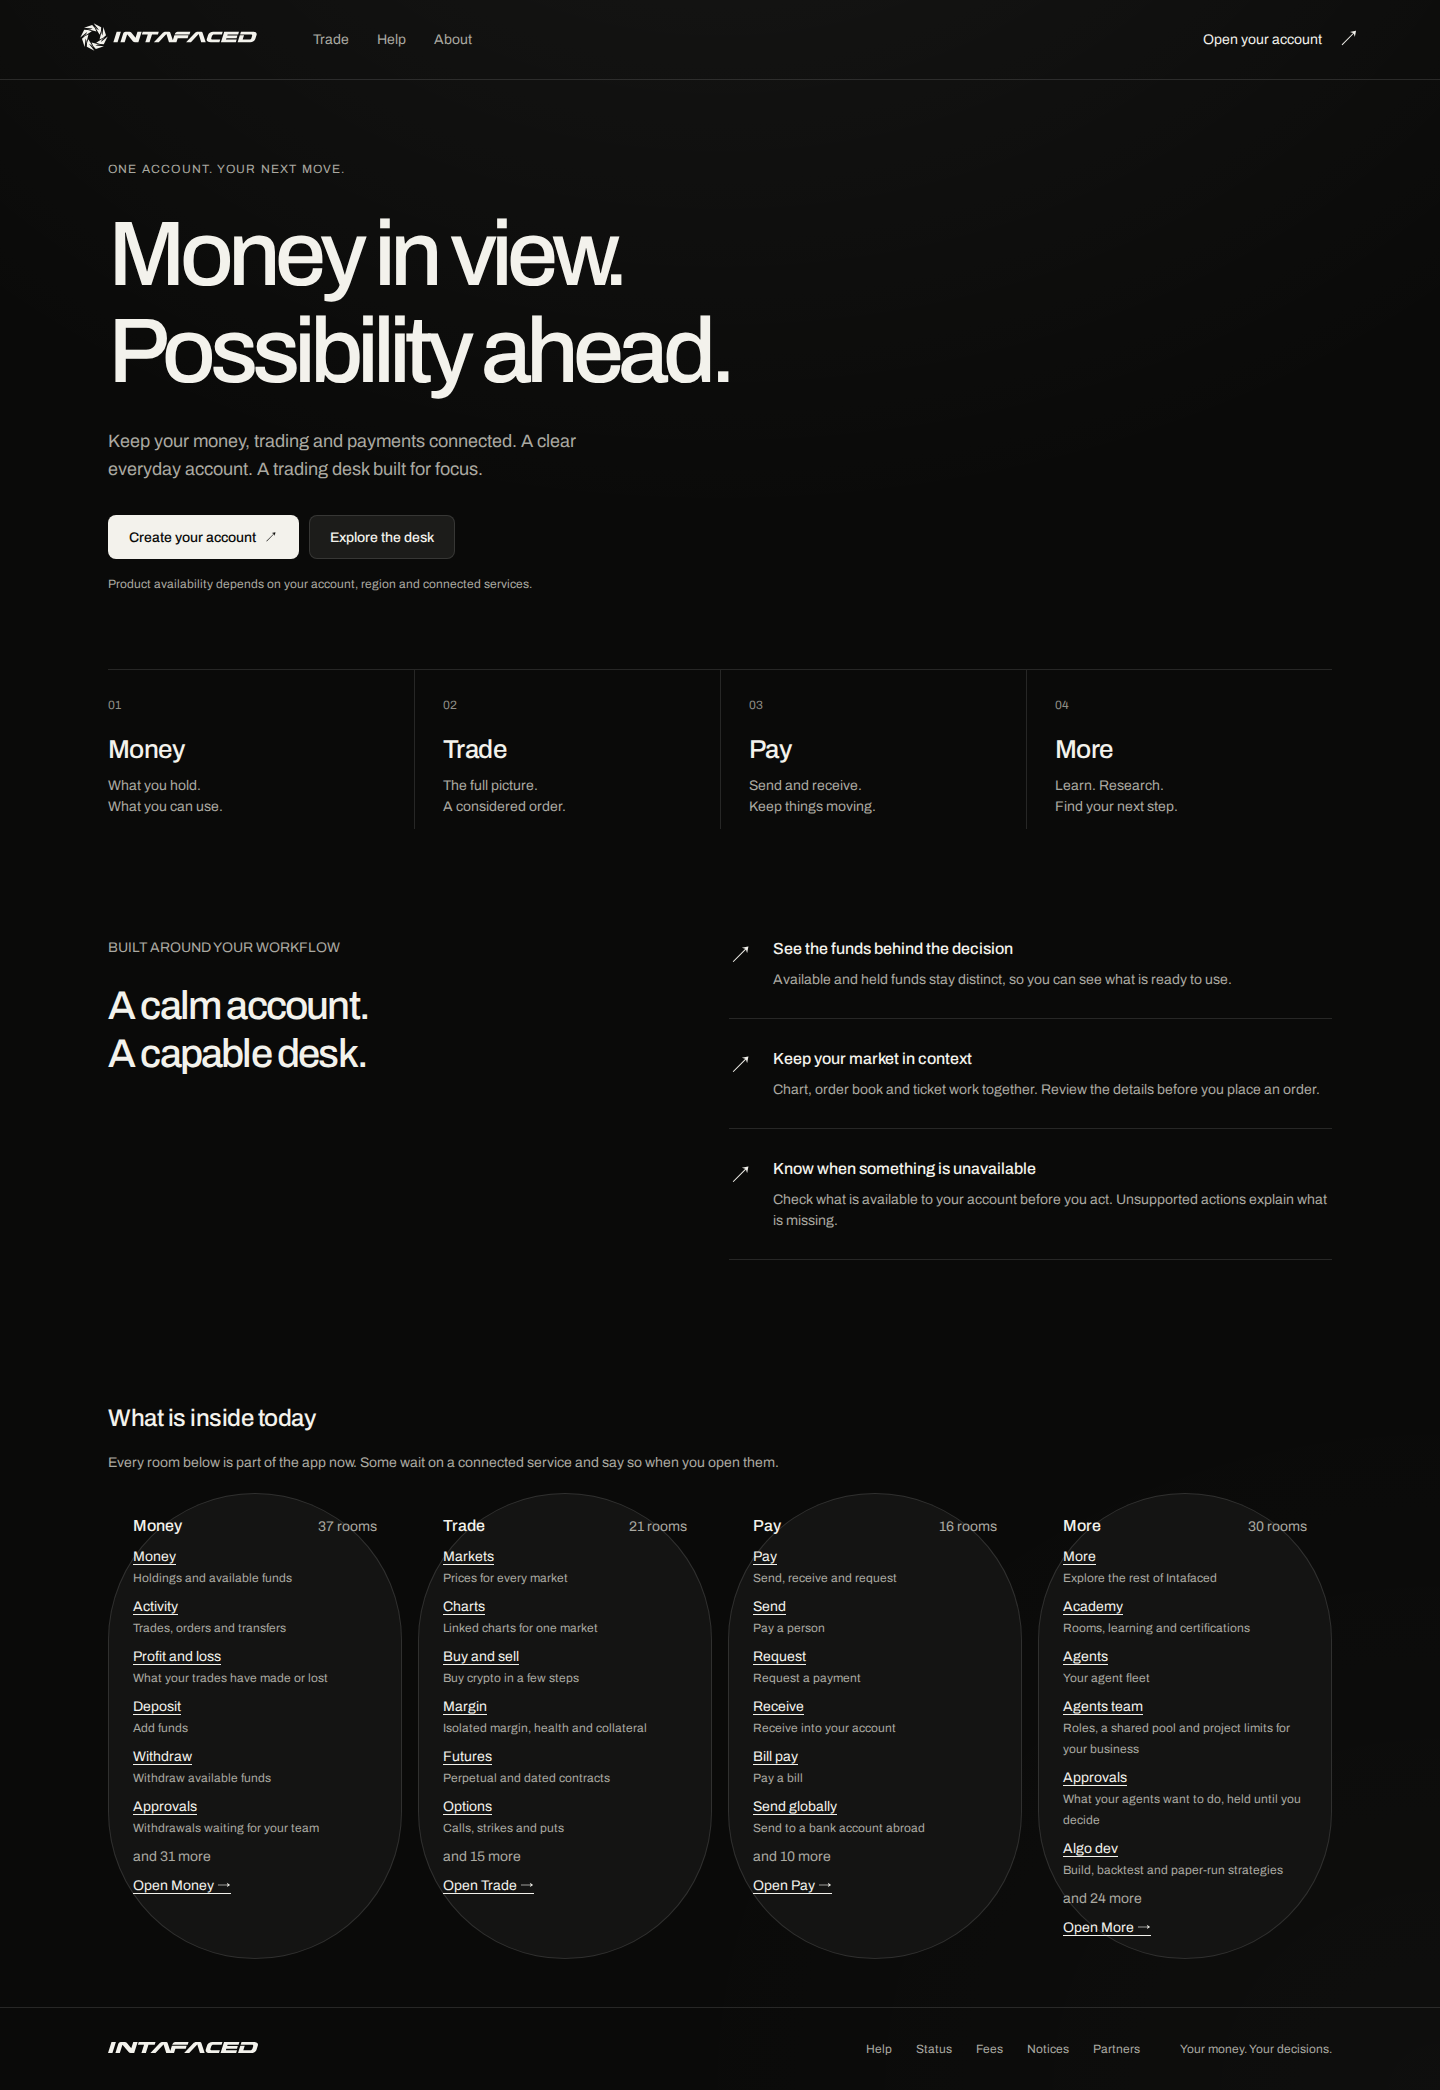 INTAFACED
Trade
Help
About
Open your account
ONE ACCOUNT. YOUR NEXT MOVE.
Money in view.
Possibility ahead.
Keep your money, trading and payments connected. A clear
everyday account. A trading desk built for focus.
Create your account
Explore the desk
Product availability depends on your account, region and connected services.
01
Money
What you hold.
What you can use.
02
Trade
The full picture.
A considered order.
03
Pay
Send and receive.
Keep things moving.
04
More
Learn. Research.
Find your next step.
BUILT AROUND YOUR WORKFLOW
A calm account.
A capable desk.
See the funds behind the decision
Available and held funds stay distinct, so you can see what is ready to use.
Keep your market in context
Chart, order book and ticket work together. Review the details before you place an order.
Know when something is unavailable
Check what is available to your account before you act. Unsupported actions explain what
is missing.
What is inside today
Every room below is part of the app now. Some wait on a connected service and say so when you open them.
Money 37 rooms
Money
Holdings and available funds
Activity
Trades, orders and transfers
Profit and loss
What your trades have made or lost
Deposit
Add funds
Withdraw
Withdraw available funds
Approvals
Withdrawals waiting for your team
and 31 more
Open Money →
Trade 21 rooms
Markets
Prices for every market
Charts
Linked charts for one market
Buy and sell
Buy crypto in a few steps
Margin
Isolated margin, health and collateral
Futures
Perpetual and dated contracts
Options
Calls, strikes and puts
and 15 more
Open Trade →
Pay 16 rooms
Pay
Send, receive and request
Send
Pay a person
Request
Request a payment
Receive
Receive into your account
Bill pay
Pay a bill
Send globally
Send to a bank account abroad
and 10 more
Open Pay →
More 30 rooms
More
Explore the rest of Intafaced
Academy
Rooms, learning and certifications
Agents
Your agent fleet
Agents team
Roles, a shared pool and project limits for
your business
Approvals
What your agents want to do, held until you
decide
Algo dev
Build, backtest and paper-run strategies
and 24 more
Open More →
INTAFACED
Help
Status
Fees
Notices
Partners
Your money. Your decisions.